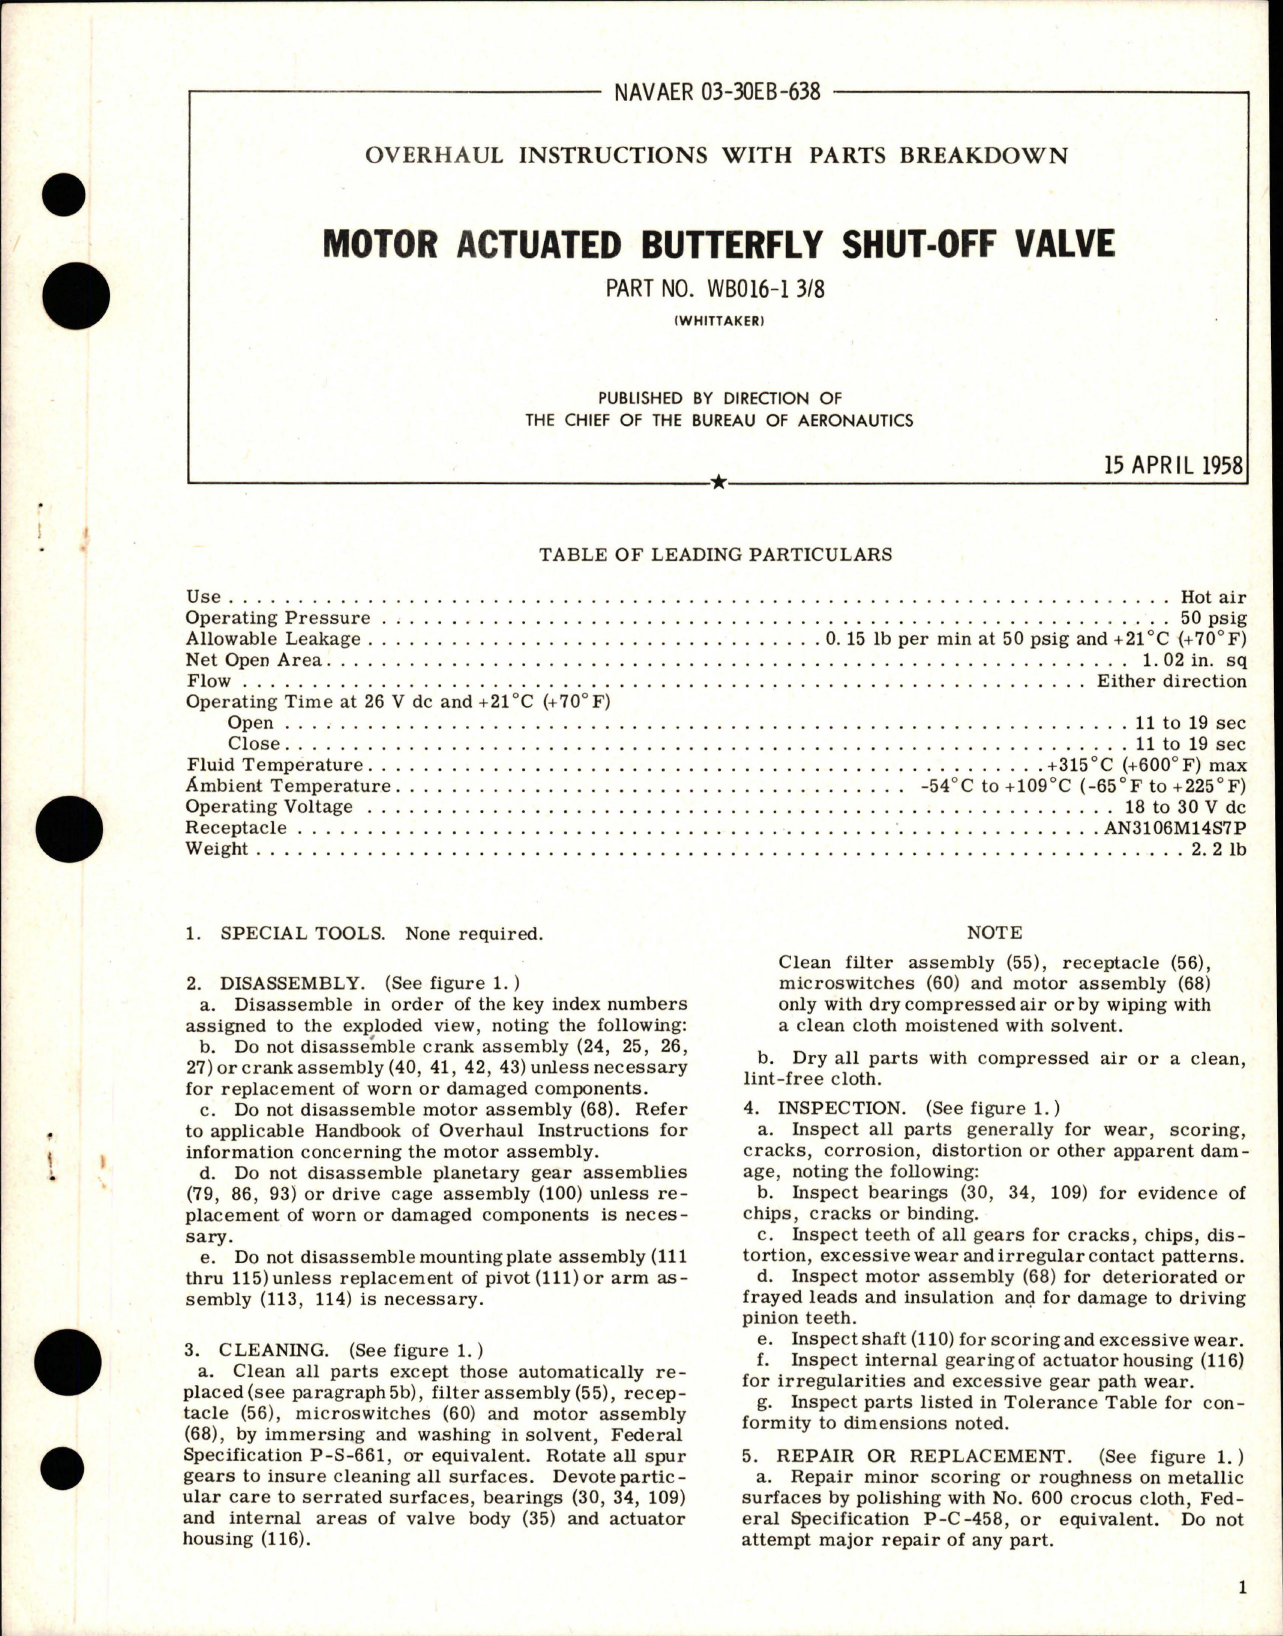 NAVAER 03-30EB-638
OVERHAUL INSTRUCTIONS WITH PARTS BREAKDOWN
MOTOR ACTUATED BUTTERFLY SHUT-OFF VALVE
PART NO. WB016-1 3/8
(WHITTAKER)
PUBLISHED BY DIRECTION OF
THE CHIEF OF THE BUREAU OF AERONAUTICS
15 APRIL 1958
TABLE OF LEADING PARTICULARS
Use . . . . . . . . . . Hot air
Operating Pressure . . . . . . . . . . 50 psig
Allowable Leakage . . . . . . . . . . 0.15 lb per min at 50 psig and +21°C (+70°F)
Net Open Area . . . . . . . . . . 1.02 in. sq
Flow . . . . . . . . . . Either direction
Operating Time at 26 V dc and +21°C (+70°F)
Open . . . . . . . . . . 11 to 19 sec
Close . . . . . . . . . . 11 to 19 sec
Fluid Temperature . . . . . . . . . . +315°C (+600°F) max
Ambient Temperature . . . . . . . . . . -54°C to +109°C (-65°F to +225°F)
Operating Voltage . . . . . . . . . . 18 to 30 V dc
Receptacle . . . . . . . . . . AN3106M14S7P
Weight . . . . . . . . . . 2.2 lb
1. SPECIAL TOOLS. None required.
2. DISASSEMBLY. (See figure 1.)
a. Disassemble in order of the key index numbers
assigned to the exploded view, noting the following:
b. Do not disassemble crank assembly (24, 25, 26,
27) or crank assembly (40, 41, 42, 43) unless necessary
for replacement of worn or damaged components.
c. Do not disassemble motor assembly (68). Refer
to applicable Handbook of Overhaul Instructions for
information concerning the motor assembly.
d. Do not disassemble planetary gear assemblies
(79, 86, 93) or drive cage assembly (100) unless re-
placement of worn or damaged components is neces-
sary.
e. Do not disassemble mounting plate assembly (111
thru 115) unless replacement of pivot (111) or arm as-
sembly (113, 114) is necessary.
3. CLEANING. (See figure 1.)
a. Clean all parts except those automatically re-
placed (see paragraph 5b), filter assembly (55), recep-
tacle (56), microswitches (60) and motor assembly
(68), by immersing and washing in solvent, Federal
Specification P-S-661, or equivalent. Rotate all spur
gears to insure cleaning all surfaces. Devote partic-
ular care to serrated surfaces, bearings (30, 34, 109)
and internal areas of valve body (35) and actuator
housing (116).
NOTE
Clean filter assembly (55), receptacle (56),
microswitches (60) and motor assembly (68)
only with dry compressed air or by wiping with
a clean cloth moistened with solvent.
b. Dry all parts with compressed air or a clean,
lint-free cloth.
4. INSPECTION. (See figure 1.)
a. Inspect all parts generally for wear, scoring,
cracks, corrosion, distortion or other apparent dam-
age, noting the following:
b. Inspect bearings (30, 34, 109) for evidence of
chips, cracks or binding.
c. Inspect teeth of all gears for cracks, chips, dis-
tortion, excessive wear and irregular contact patterns.
d. Inspect motor assembly (68) for deteriorated or
frayed leads and insulation and for damage to driving
pinion teeth.
e. Inspect shaft (110) for scoring and excessive wear.
f. Inspect internal gearing of actuator housing (116)
for irregularities and excessive gear path wear.
g. Inspect parts listed in Tolerance Table for con-
formity to dimensions noted.
5. REPAIR OR REPLACEMENT. (See figure 1.)
a. Repair minor scoring or roughness on metallic
surfaces by polishing with No. 600 crocus cloth, Fed-
eral Specification P-C-458, or equivalent. Do not
attempt major repair of any part.
1